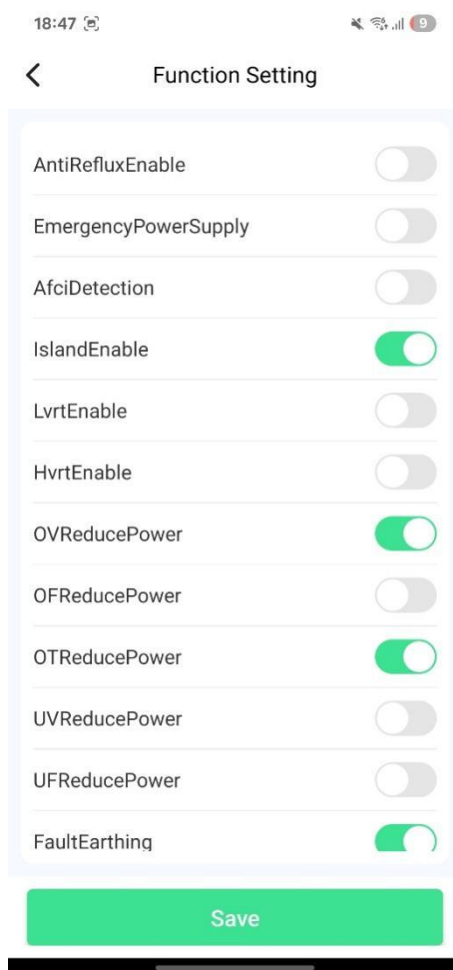 18:47
9
Function Setting
AntiRefluxEnable
EmergencyPowerSupply
AfciDetection
IslandEnable
LvrtEnable
HvrtEnable
OVReducePower
OFReducePower
OTReducePower
UVReducePower
UFReducePower
FaultEarthing
Save